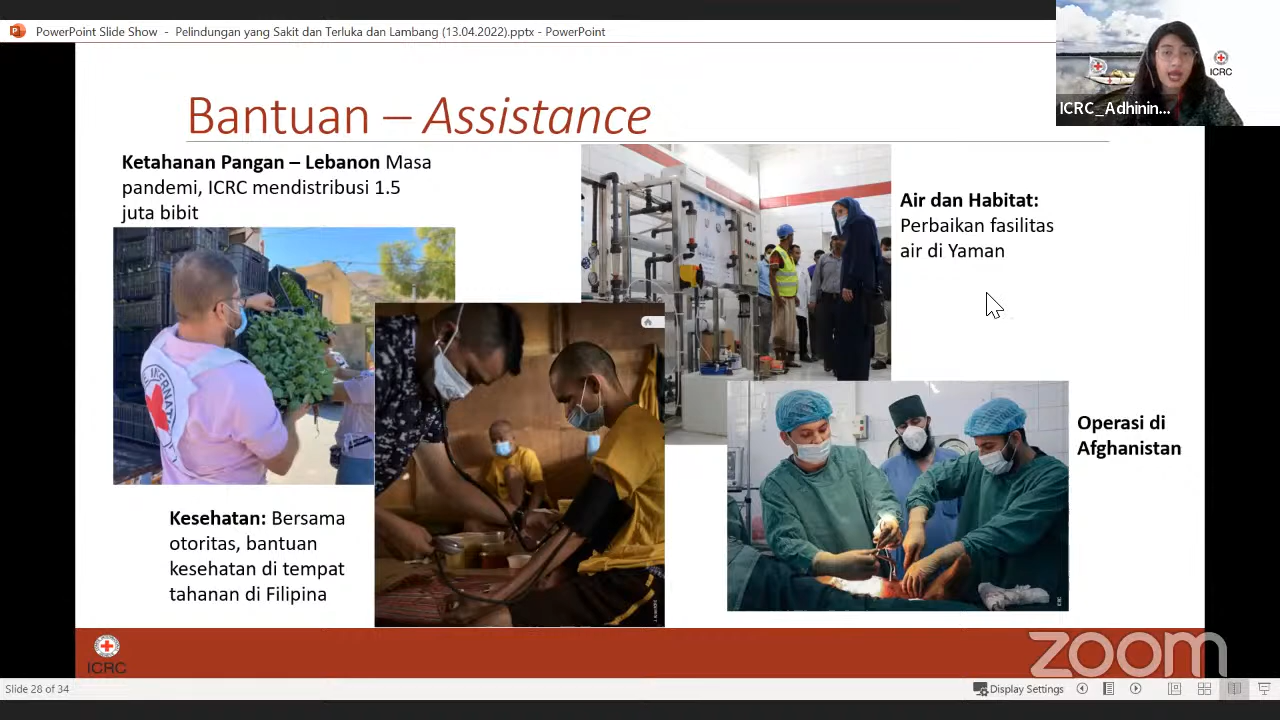 PowerPoint Slide Show - Pelindungan yang Sakit dan Terluka dan Lambang (13.04.2022).pptx - PowerPoint
ICRC
ICRC_Adhinin...
Bantuan – Assistance
Ketahanan Pangan – Lebanon Masa
pandemi, ICRC mendistribusi 1.5
juta bibit
Air dan Habitat:
Perbaikan fasilitas
air di Yaman
Operasi di
Afghanistan
Kesehatan: Bersama
otoritas, bantuan
kesehatan di tempat
tahanan di Filipina
ICRC
zoom
Slide 28 of 34
Display Settings